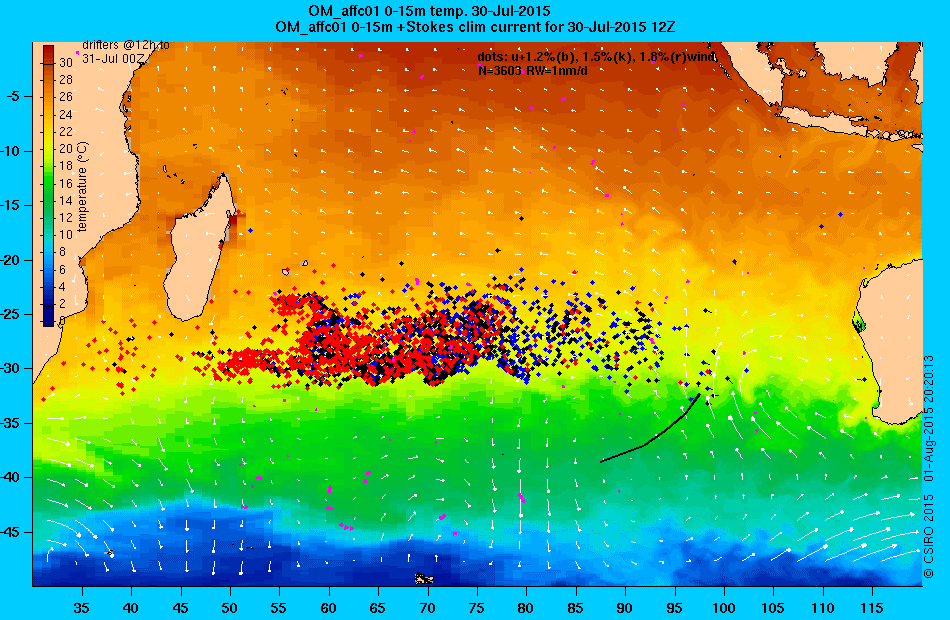 OM_affc01 0-15m temp. 30-Jul-2015
OM_affc01 0-15m +Stokes clim current for 30-Jul-2015 12Z
drifters @12h to
31-Jul 00Z
dots: u+1.2%(b), 1.5%(k), 1.8%(r)wind,
N=3603 RW=1nm/d
30
28
26
24
22
20
18
16
14
12
10
8
6
4
2
0
temperature (°C)
-5
-10
-15
-20
-25
-30
-35
-40
-45
35 40 45 50 55 60 65 70 75 80 85 90 95 100 105 110 115
© CSIRO 2015 01-Aug-2015 20:20:13